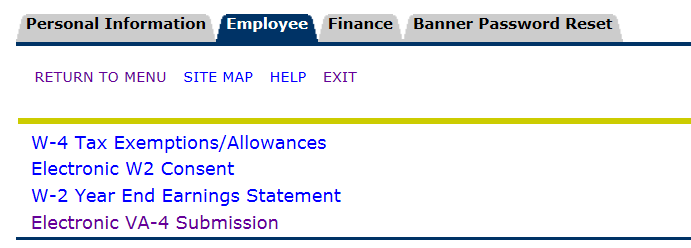 Personal Information Employee Finance Banner Password Reset
RETURN TO MENU SITE MAP HELP EXIT
W-4 Tax Exemptions/Allowances
Electronic W2 Consent
W-2 Year End Earnings Statement
Electronic VA-4 Submission